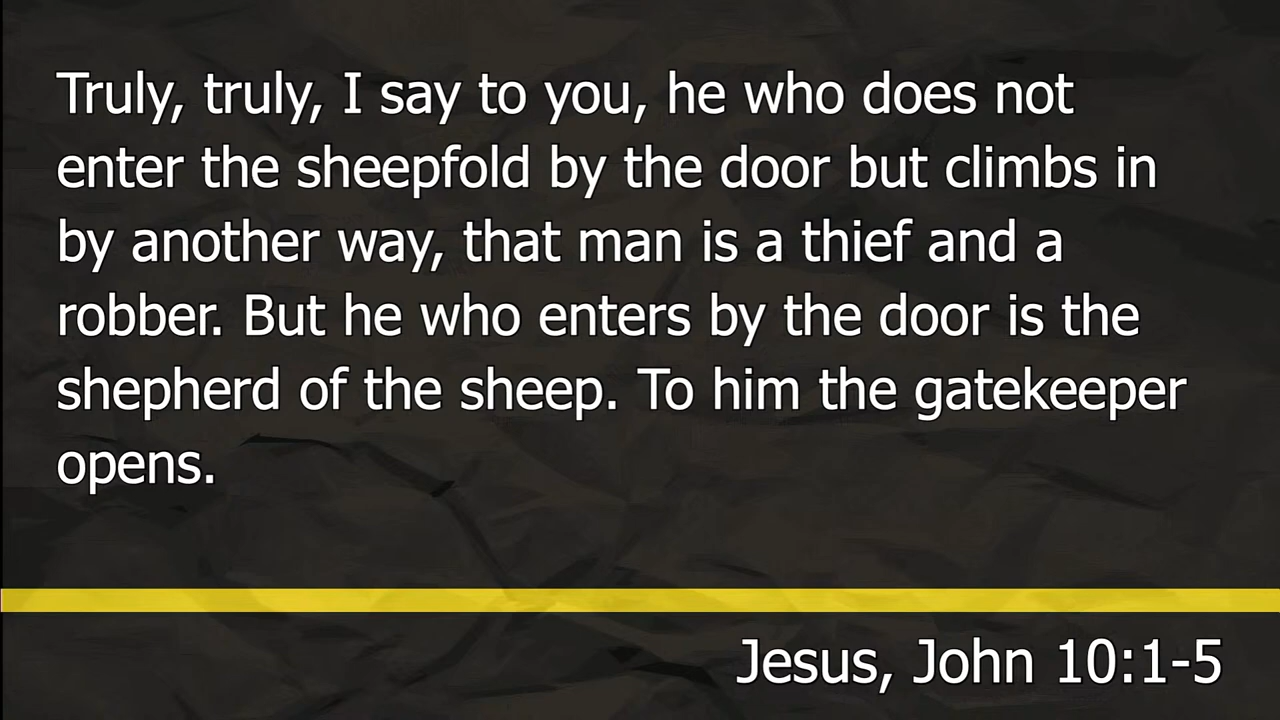 Truly, truly, I say to you, he who does not
enter the sheepfold by the door but climbs in
by another way, that man is a thief and a
robber. But he who enters by the door is the
shepherd of the sheep. To him the gatekeeper
opens.
Jesus, John 10:1-5